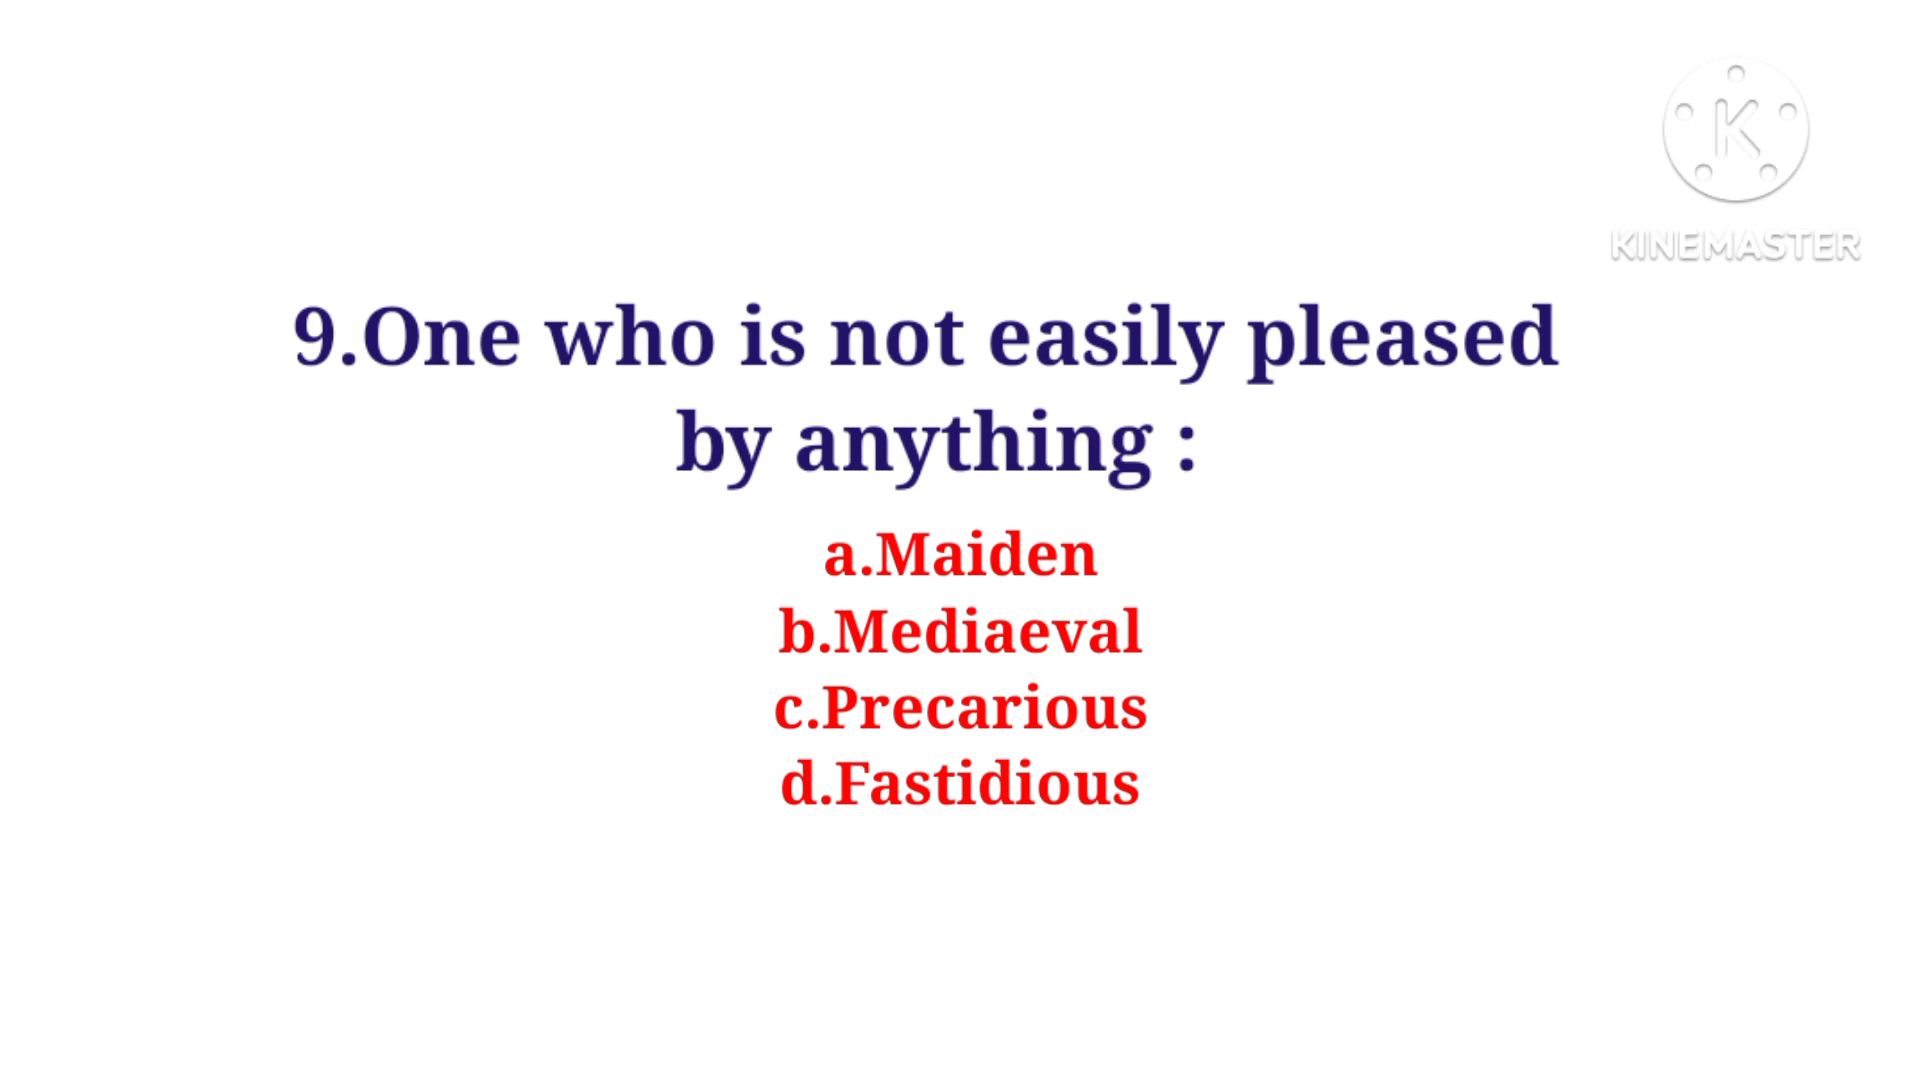 K
KINEMASTER
9.One who is not easily pleased
by anything :
a.Maiden
b.Mediaeval
c.Precarious
d.Fastidious